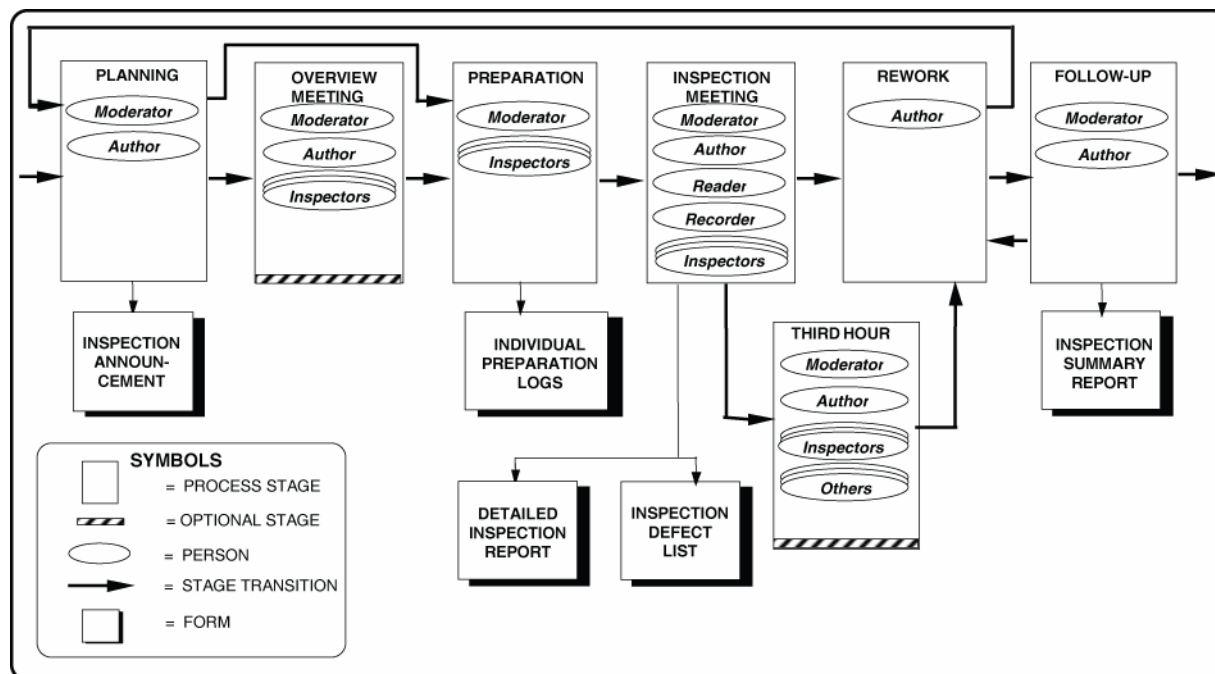 PLANNING
Moderator
Author
OVERVIEW
MEETING
Moderator
Author
Inspectors
PREPARATION
Moderator
Inspectors
INSPECTION
MEETING
Moderator
Author
Reader
Recorder
Inspectors
REWORK
Author
FOLLOW-UP
Moderator
Author
INSPECTION
ANNOUN-
CEMENT
INDIVIDUAL
PREPARATION
LOGS
THIRD HOUR
Moderator
Author
Inspectors
Others
INSPECTION
SUMMARY
REPORT
DETAILED
INSPECTION
REPORT
INSPECTION
DEFECT
LIST
SYMBOLS
= PROCESS STAGE
= OPTIONAL STAGE
= PERSON
= STAGE TRANSITION
= FORM